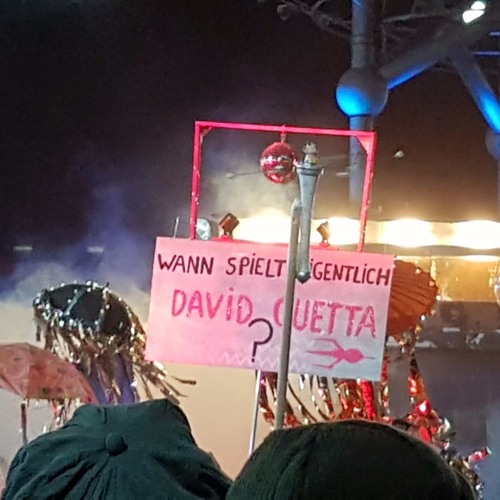 WANN SPIELT EIGENTLICH
DAVID GUETTA
?